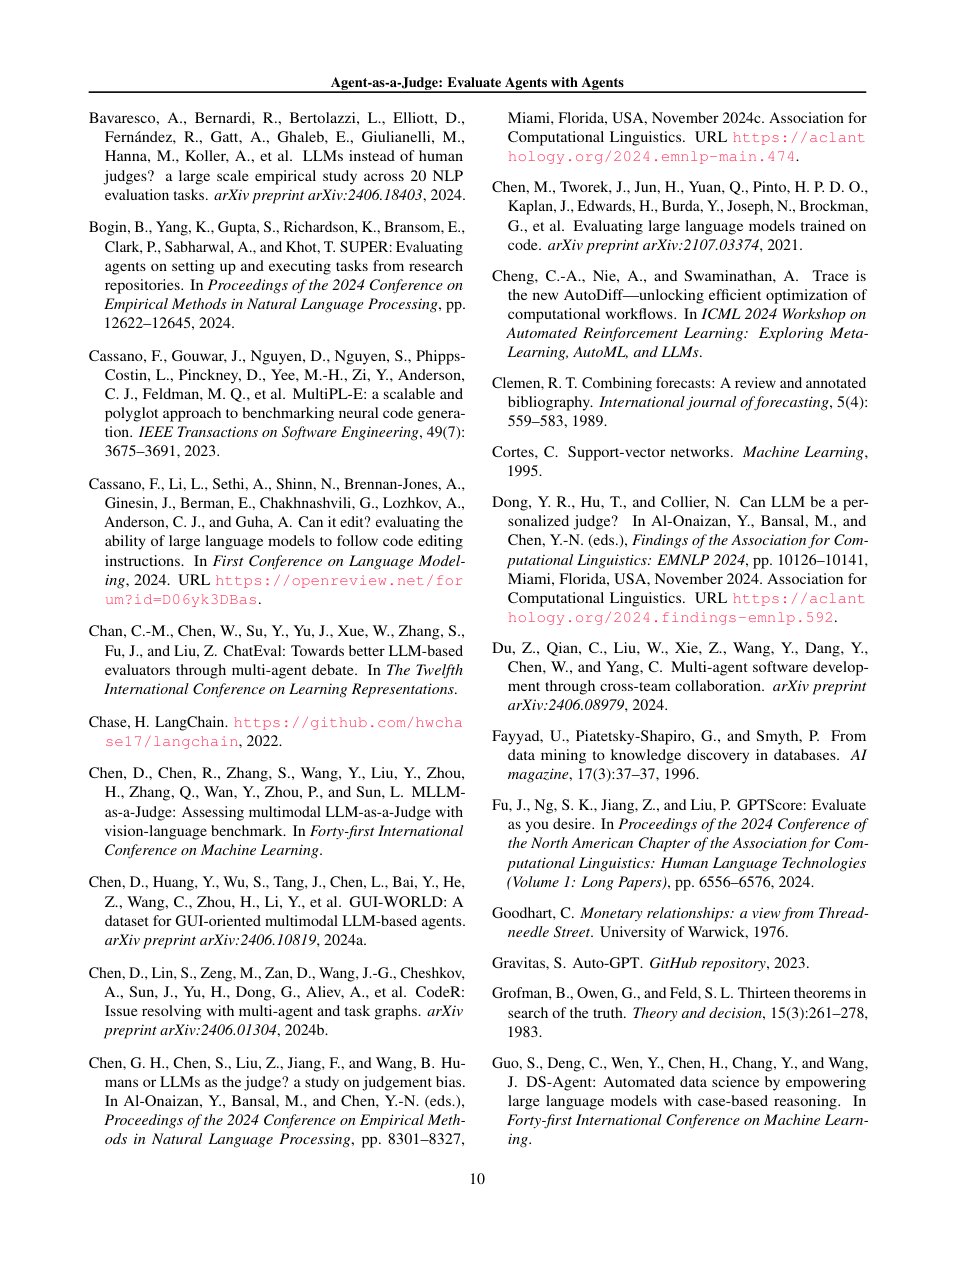 Agent-as-a-Judge: Evaluate Agents with Agents
Bavaresco, A., Bernardi, R., Bertolazzi, L., Elliott, D.,
Fernández, R., Gatt, A., Ghaleb, E., Giulianelli, M.,
Hanna, M., Koller, A., et al. LLMs instead of human
judges? a large scale empirical study across 20 NLP
evaluation tasks. arXiv preprint arXiv:2406.18403, 2024.
Bogin, B., Yang, K., Gupta, S., Richardson, K., Bransom, E.,
Clark, P., Sabharwal, A., and Khot, T. SUPER: Evaluating
agents on setting up and executing tasks from research
repositories. In Proceedings of the 2024 Conference on
Empirical Methods in Natural Language Processing, pp.
12622–12645, 2024.
Cassano, F., Gouwar, J., Nguyen, D., Nguyen, S., Phipps-
Costin, L., Pinckney, D., Yee, M.-H., Zi, Y., Anderson,
C. J., Feldman, M. Q., et al. MultiPL-E: a scalable and
polyglot approach to benchmarking neural code genera-
tion. IEEE Transactions on Software Engineering, 49(7):
3675–3691, 2023.
Cassano, F., Li, L., Sethi, A., Shinn, N., Brennan-Jones, A.,
Ginesin, J., Berman, E., Chakhnashvili, G., Lozhkov, A.,
Anderson, C. J., and Guha, A. Can it edit? evaluating the
ability of large language models to follow code editing
instructions. In First Conference on Language Model-
ing, 2024. URL https://openreview.net/for
um?id=D06yk3DBas.
Chan, C.-M., Chen, W., Su, Y., Yu, J., Xue, W., Zhang, S.,
Fu, J., and Liu, Z. ChatEval: Towards better LLM-based
evaluators through multi-agent debate. In The Twelfth
International Conference on Learning Representations.
Chase, H. LangChain. https://github.com/hwcha
se17/langchain, 2022.
Chen, D., Chen, R., Zhang, S., Wang, Y., Liu, Y., Zhou,
H., Zhang, Q., Wan, Y., Zhou, P., and Sun, L. MLLM-
as-a-Judge: Assessing multimodal LLM-as-a-Judge with
vision-language benchmark. In Forty-first International
Conference on Machine Learning.
Chen, D., Huang, Y., Wu, S., Tang, J., Chen, L., Bai, Y., He,
Z., Wang, C., Zhou, H., Li, Y., et al. GUI-WORLD: A
dataset for GUI-oriented multimodal LLM-based agents.
arXiv preprint arXiv:2406.10819, 2024a.
Chen, D., Lin, S., Zeng, M., Zan, D., Wang, J.-G., Cheshkov,
A., Sun, J., Yu, H., Dong, G., Aliev, A., et al. CodeR:
Issue resolving with multi-agent and task graphs. arXiv
preprint arXiv:2406.01304, 2024b.
Chen, G. H., Chen, S., Liu, Z., Jiang, F., and Wang, B. Hu-
mans or LLMs as the judge? a study on judgement bias.
In Al-Onaizan, Y., Bansal, M., and Chen, Y.-N. (eds.),
Proceedings of the 2024 Conference on Empirical Meth-
ods in Natural Language Processing, pp. 8301–8327,
Miami, Florida, USA, November 2024c. Association for
Computational Linguistics. URL https://aclant
hology.org/2024.emnlp-main.474.
Chen, M., Tworek, J., Jun, H., Yuan, Q., Pinto, H. P. D. O.,
Kaplan, J., Edwards, H., Burda, Y., Joseph, N., Brockman,
G., et al. Evaluating large language models trained on
code. arXiv preprint arXiv:2107.03374, 2021.
Cheng, C.-A., Nie, A., and Swaminathan, A. Trace is
the new AutoDiff—unlocking efficient optimization of
computational workflows. In ICML 2024 Workshop on
Automated Reinforcement Learning: Exploring Meta-
Learning, AutoML, and LLMs.
Clemen, R. T. Combining forecasts: A review and annotated
bibliography. International journal of forecasting, 5(4):
559–583, 1989.
Cortes, C. Support-vector networks. Machine Learning,
1995.
Dong, Y. R., Hu, T., and Collier, N. Can LLM be a per-
sonalized judge? In Al-Onaizan, Y., Bansal, M., and
Chen, Y.-N. (eds.), Findings of the Association for Com-
putational Linguistics: EMNLP 2024, pp. 10126–10141,
Miami, Florida, USA, November 2024. Association for
Computational Linguistics. URL https://aclant
hology.org/2024.findings-emnlp.592.
Du, Z., Qian, C., Liu, W., Xie, Z., Wang, Y., Dang, Y.,
Chen, W., and Yang, C. Multi-agent software develop-
ment through cross-team collaboration. arXiv preprint
arXiv:2406.08979, 2024.
Fayyad, U., Piatetsky-Shapiro, G., and Smyth, P. From
data mining to knowledge discovery in databases. AI
magazine, 17(3):37–37, 1996.
Fu, J., Ng, S. K., Jiang, Z., and Liu, P. GPTScore: Evaluate
as you desire. In Proceedings of the 2024 Conference of
the North American Chapter of the Association for Com-
putational Linguistics: Human Language Technologies
(Volume 1: Long Papers), pp. 6556–6576, 2024.
Goodhart, C. Monetary relationships: a view from Thread-
needle Street. University of Warwick, 1976.
Gravitas, S. Auto-GPT. GitHub repository, 2023.
Grofman, B., Owen, G., and Feld, S. L. Thirteen theorems in
search of the truth. Theory and decision, 15(3):261–278,
1983.
Guo, S., Deng, C., Wen, Y., Chen, H., Chang, Y., and Wang,
J. DS-Agent: Automated data science by empowering
large language models with case-based reasoning. In
Forty-first International Conference on Machine Learn-
ing.
10